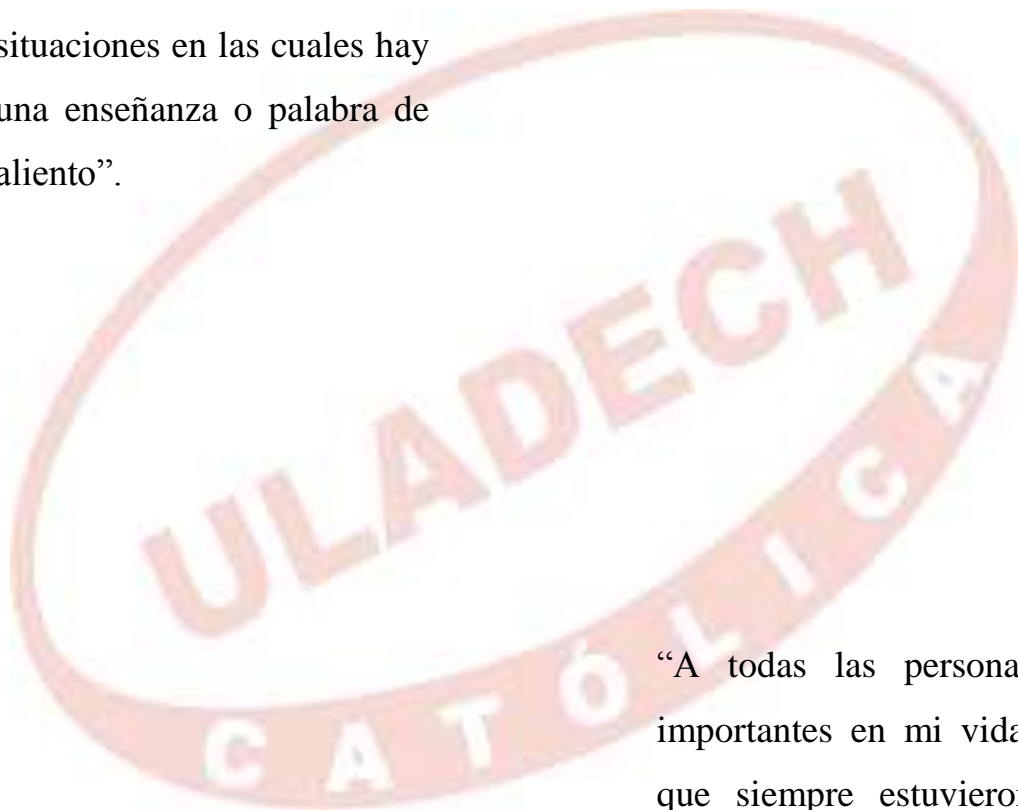 situaciones en las cuales hay
una enseñanza o palabra de
aliento”.
ULADECH
CATÓLICA
“A todas las persona
importantes en mi vida
que siempre estuviero